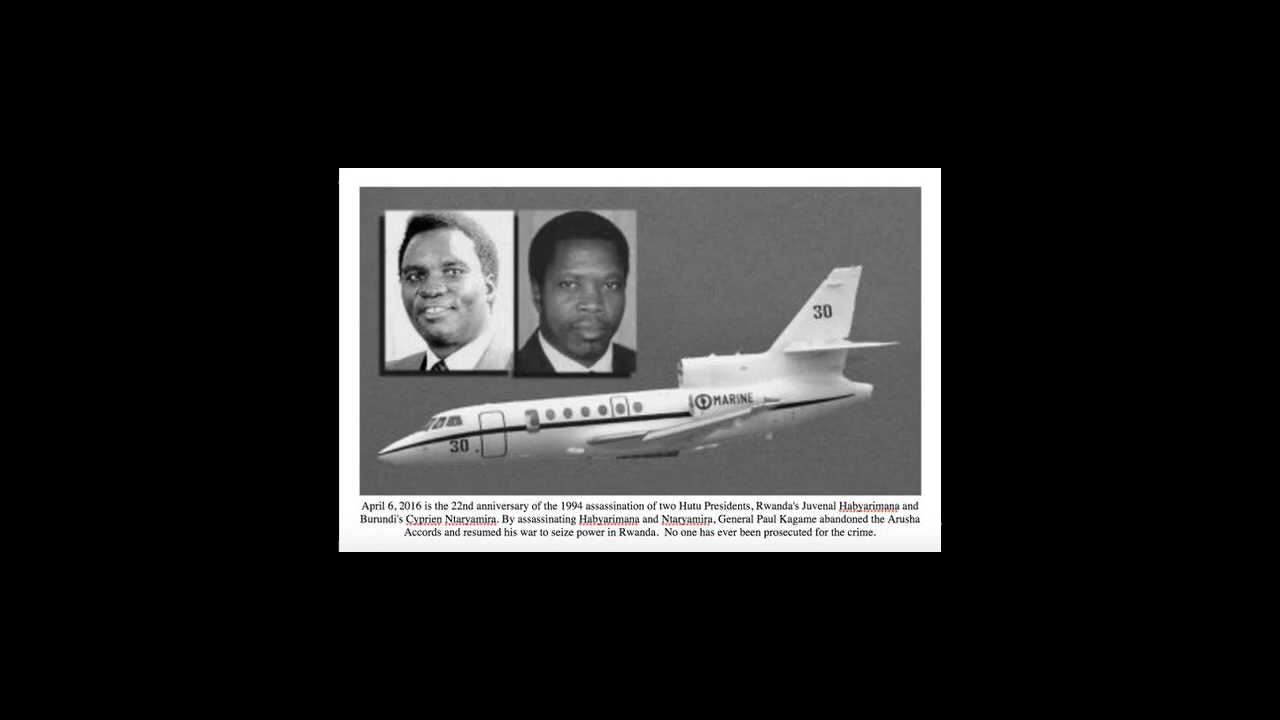 30
MARINE
30
April 6, 2016 is the 22nd anniversary of the 1994 assassination of two Hutu Presidents, Rwanda's Juvenal Habyarimana and
Burundi's Cyprien Ntaryamira. By assassinating Habyarimana and Ntaryamira, General Paul Kagame abandoned the Arusha
Accords and resumed his war to seize power in Rwanda.  No one has ever been prosecuted for the crime.